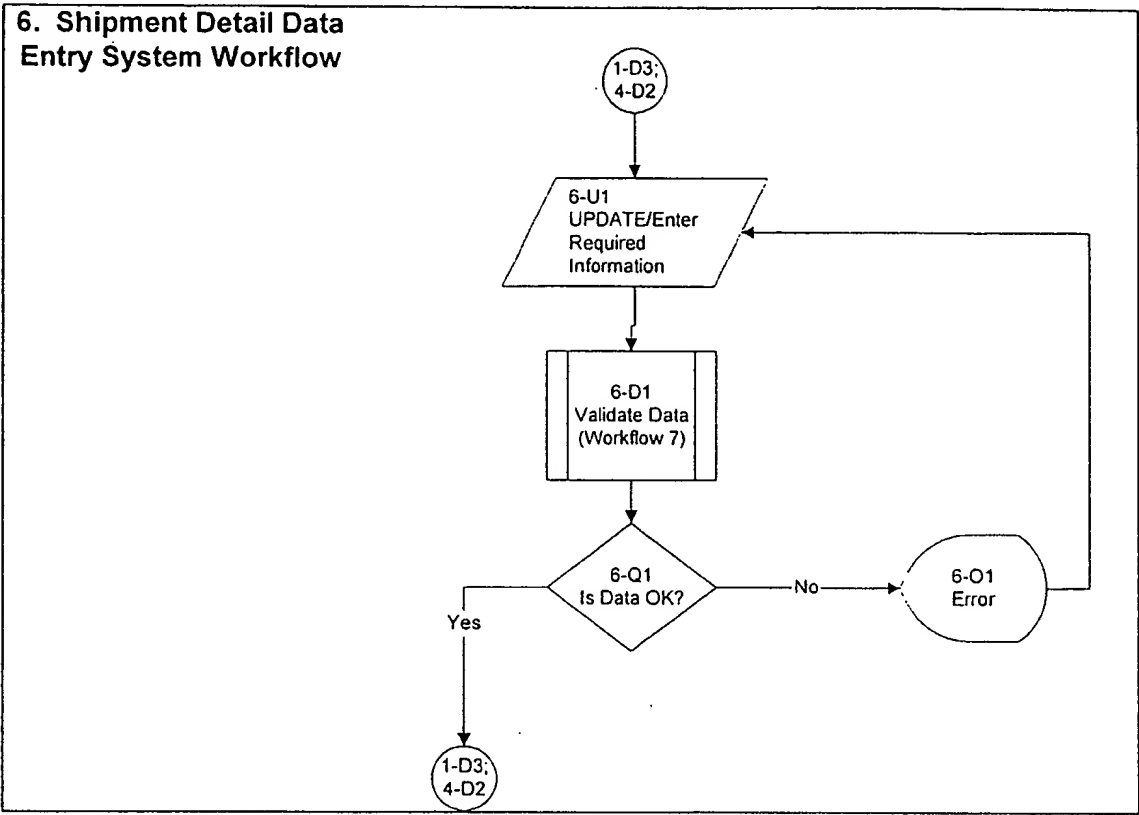 6. Shipment Detail Data
Entry System Workflow
1-D3;
4-D2
6-U1
UPDATE/Enter
Required
Information
6-D1
Validate Data
(Workflow 7)
6-Q1
Is Data OK?
No
6-O1
Error
Yes
1-D3;
4-D2